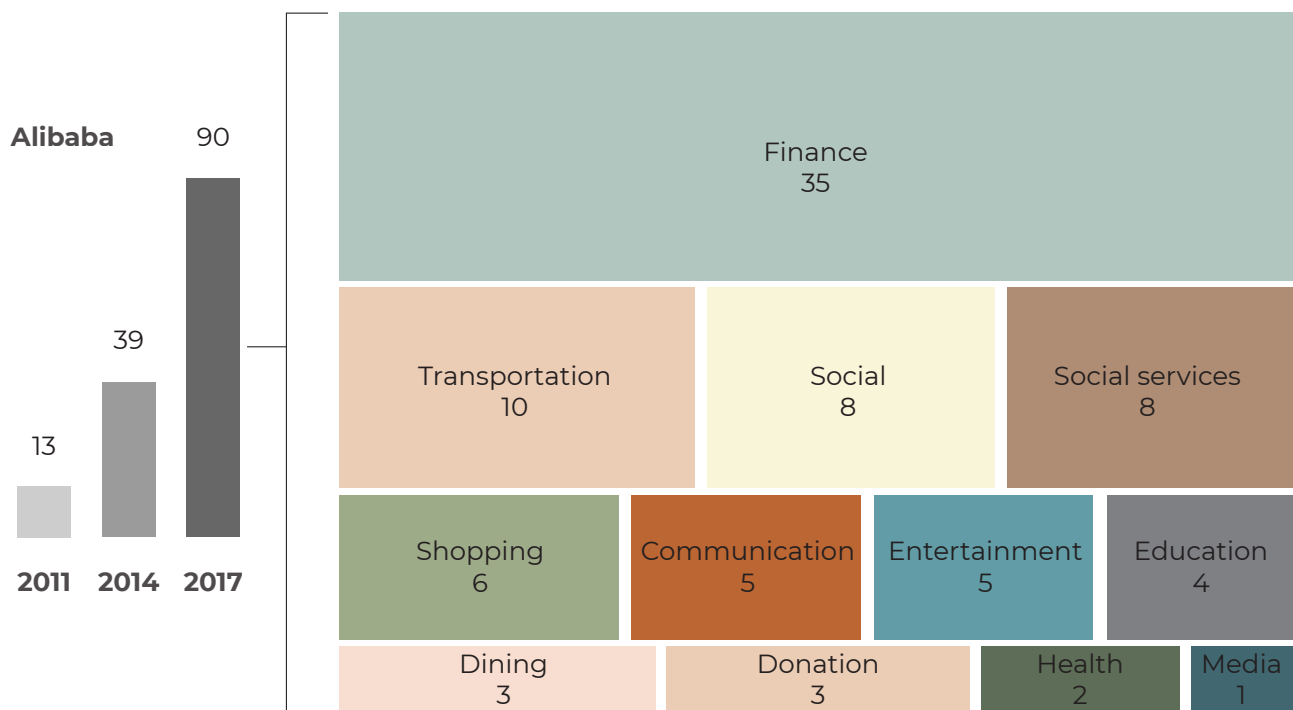 Alibaba
90
39
13
2011 2014 2017
Finance
35
Transportation
10
Social
8
Social services
8
Shopping
6
Communication
5
Entertainment
5
Education
4
Dining
3
Donation
3
Health
2
Media
1